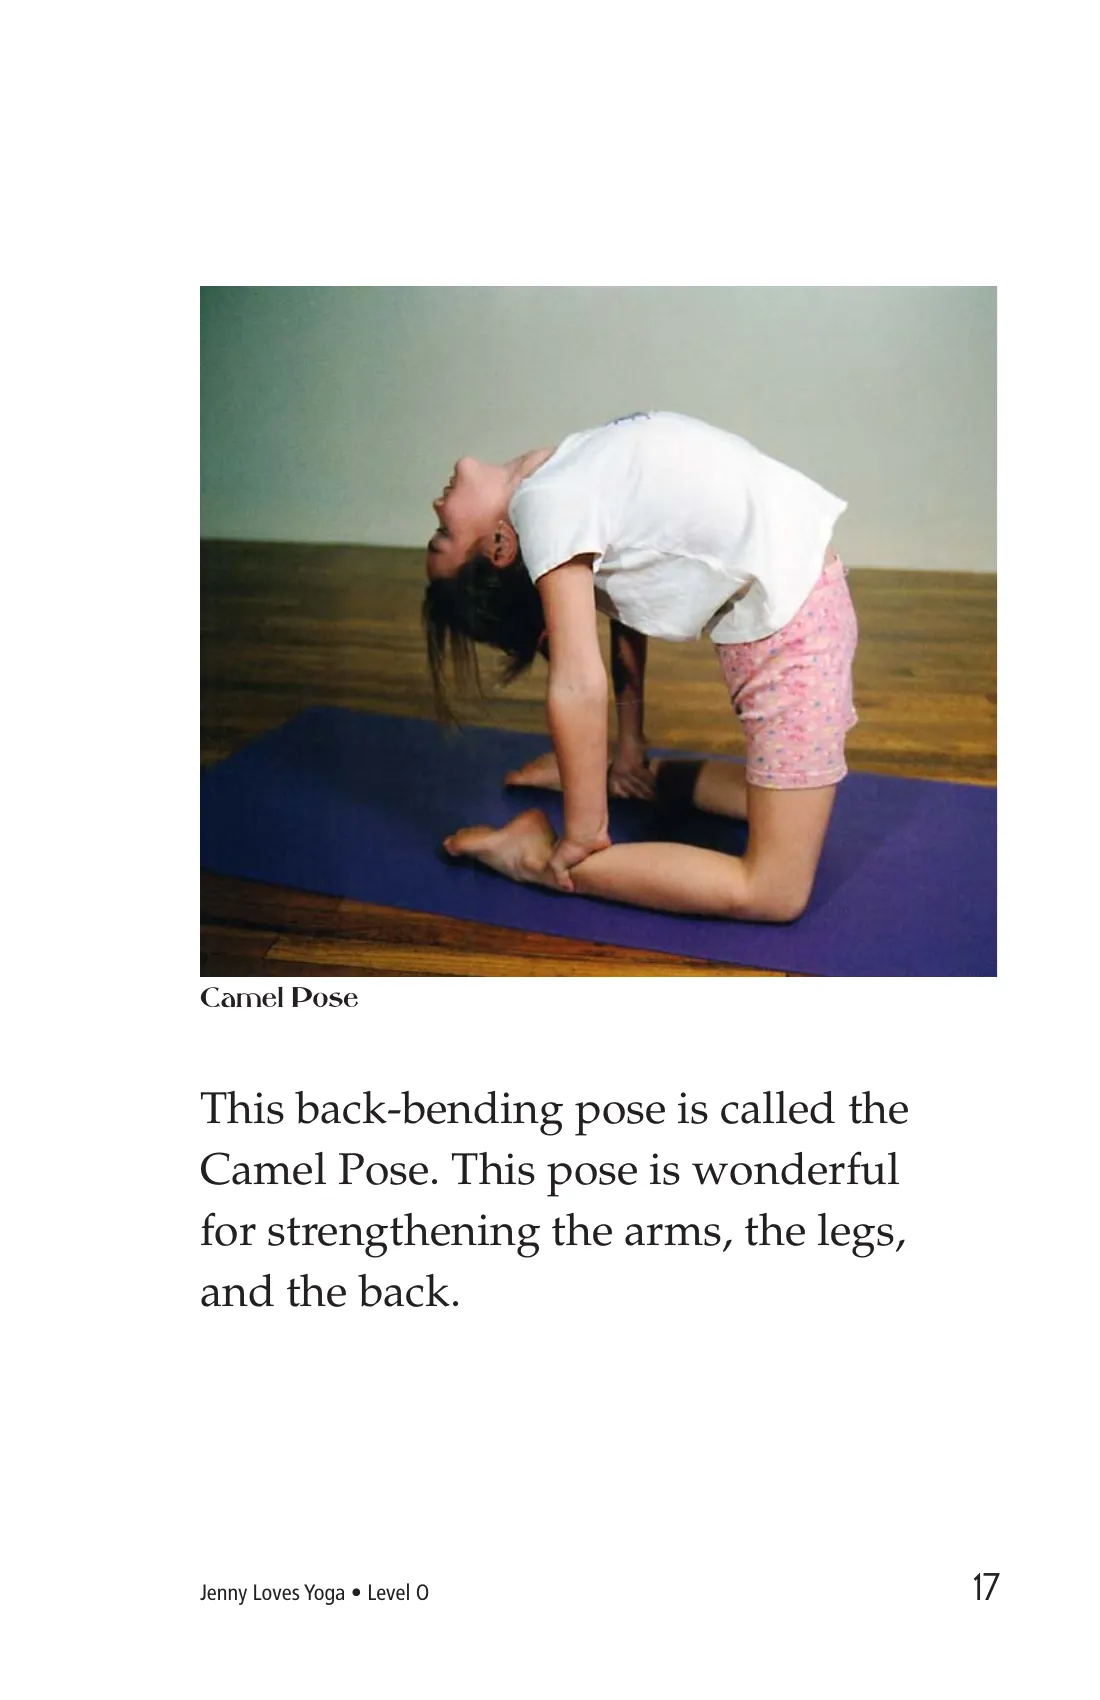 Camel Pose
This back-bending pose is called the
Camel Pose. This pose is wonderful
for strengthening the arms, the legs,
and the back.
Jenny Loves Yoga • Level O
17